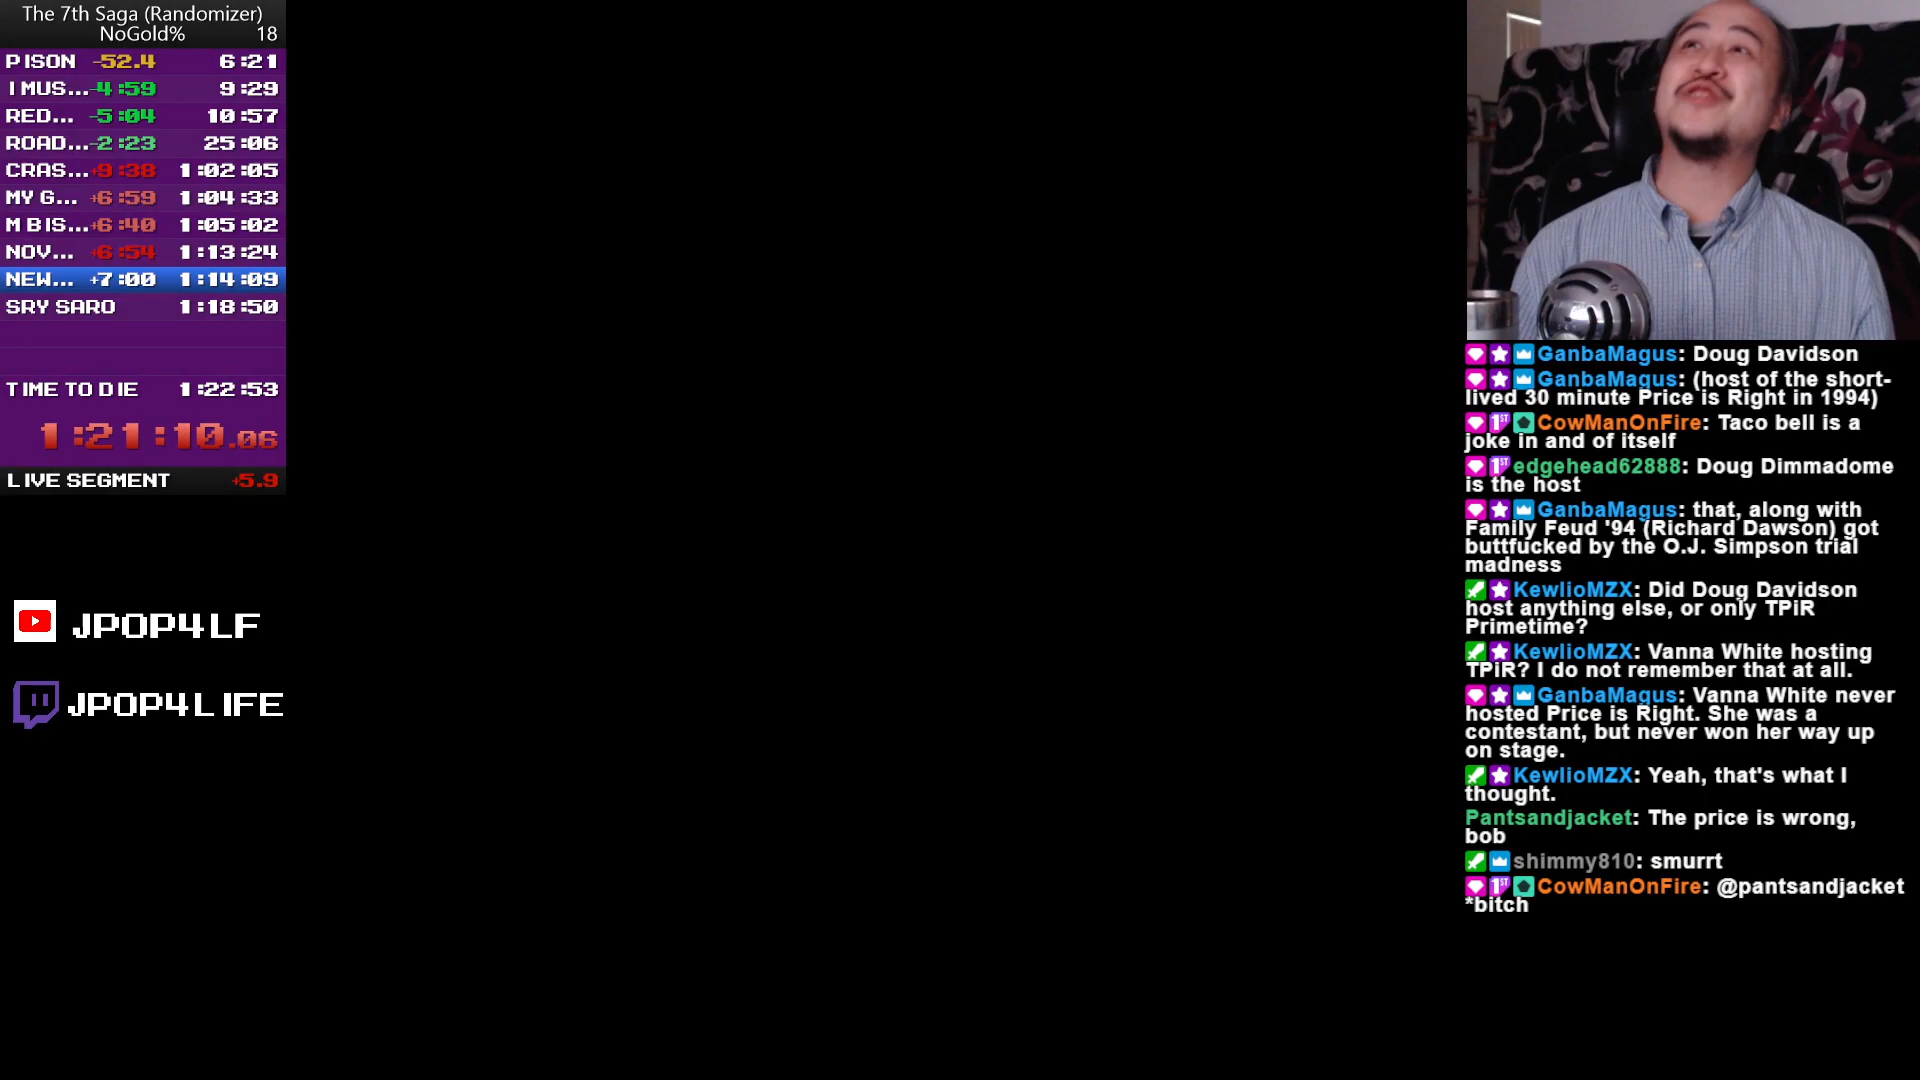 The 7th Saga (Randomizer)
NoGold% 18
PISON -52.4 6:21
I MUS... -4:59 9:29
RED... -5:04 10:57
ROAD... -2:23 25:06
CRAS... +9:38 1:02:05
MY G... +6:59 1:04:33
M BIS... +6:40 1:05:02
NOV... +6:54 1:13:24
NEW... +7:00 1:14:09
SRY SARO 1:18:50
TIME TO DIE 1:22:53
1:21:10.06
LIVE SEGMENT +5.9
JPOP4LF
JPOP4LIFE
GanbaMagus: Doug Davidson
GanbaMagus: (host of the short-
lived 30 minute Price is Right in 1994)
1ST CowManOnFire: Taco bell is a
joke in and of itself
1ST edgehead62888: Doug Dimmadome
is the host
GanbaMagus: that, along with
Family Feud '94 (Richard Dawson) got
buttfucked by the O.J. Simpson trial
madness
KewlioMZX: Did Doug Davidson
host anything else, or only TPiR
Primetime?
KewlioMZX: Vanna White hosting
TPiR? I do not remember that at all.
GanbaMagus: Vanna White never
hosted Price is Right. She was a
contestant, but never won her way up
on stage.
KewlioMZX: Yeah, that's what I
thought.
Pantsandjacket: The price is wrong,
bob
shimmy810: smurrt
1ST CowManOnFire: @pantsandjacket
*bitch